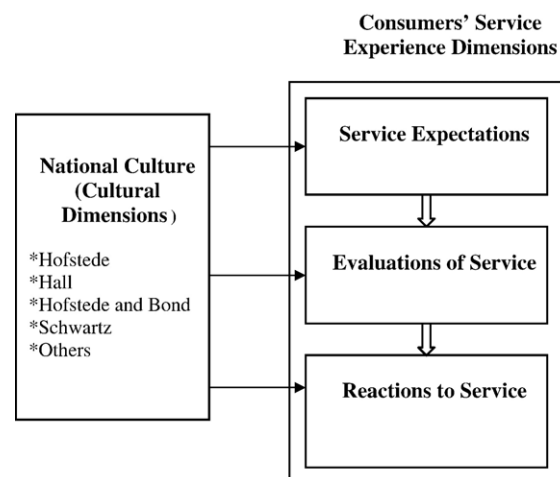 Consumers' Service
Experience Dimensions
National Culture
(Cultural
Dimensions )
*Hofstede
*Hall
*Hofstede and Bond
*Schwartz
*Others
Service Expectations
Evaluations of Service
Reactions to Service